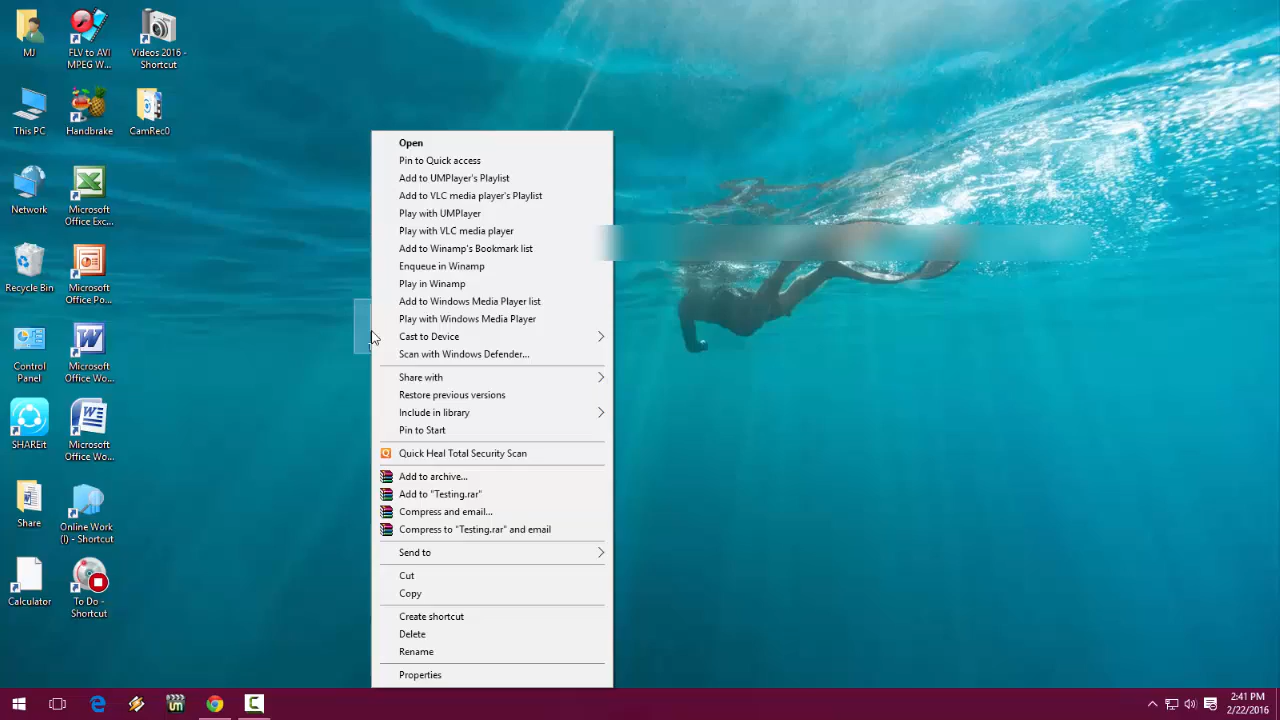 MJ
FLV to AVI
MPEG W...
Videos 2016 -
Shortcut
This PC
Handbrake
CamRec0
Network
Microsoft
Office Exc...
Recycle Bin
Microsoft
Office Po...
Control
Panel
Microsoft
Office Wo...
SHAREit
Microsoft
Office Wo...
Share
Online Work
(I) - Shortcut
Calculator
To Do -
Shortcut
Open
Pin to Quick access
Add to UMPlayer's Playlist
Add to VLC media player's Playlist
Play with UMPlayer
Play with VLC media player
Add to Winamp's Bookmark list
Enqueue in Winamp
Play in Winamp
Add to Windows Media Player list
Play with Windows Media Player
Cast to Device
Scan with Windows Defender...
Share with
Restore previous versions
Include in library
Pin to Start
Quick Heal Total Security Scan
Add to archive...
Add to "Testing.rar"
Compress and email...
Compress to "Testing.rar" and email
Send to
Cut
Copy
Create shortcut
Delete
Rename
Properties
2:41 PM
2/22/2016